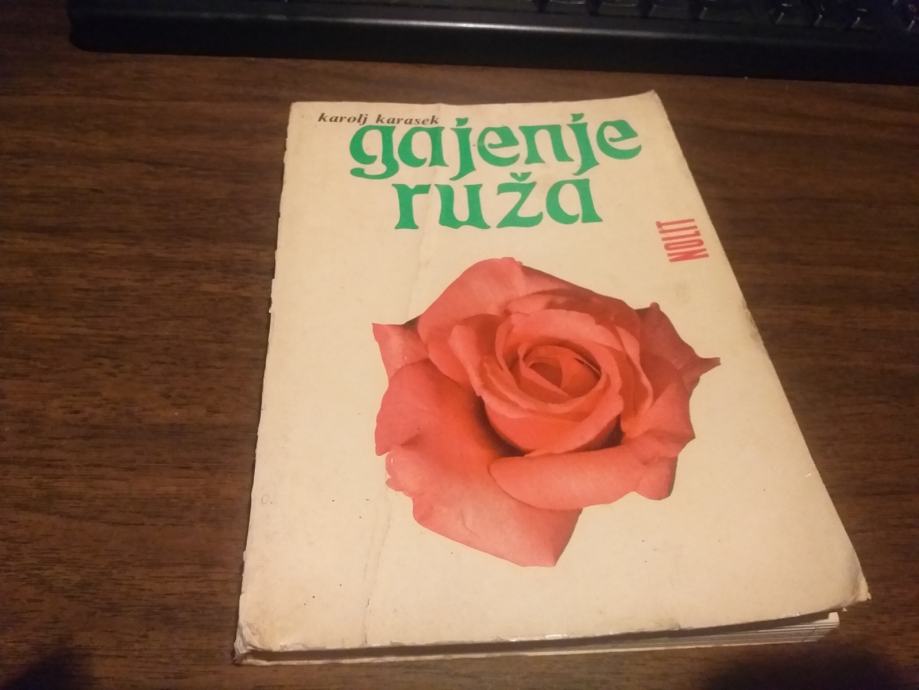 karolj karasek
gajenje
ruža
NOLIT